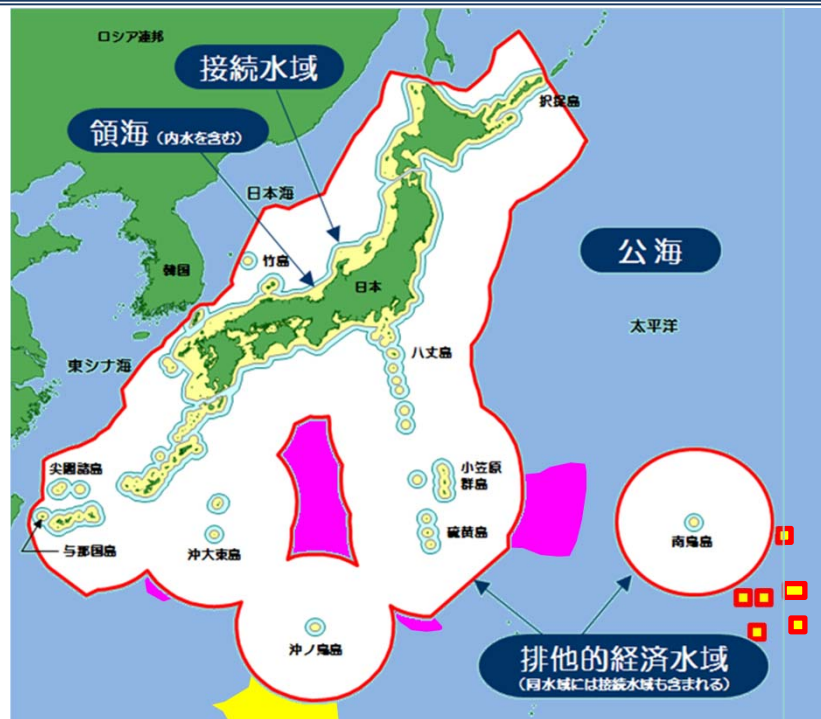 ロシア連邦
接続水域
択捉島
領海(内水を含む)
日本海
竹島
公海
韓国
日本
太平洋
東シナ海
八丈島
尖閣諸島
小笠原
群島
硫黄島
南鳥島
沖大東島
与那国島
沖ノ鳥島
排他的経済水域
(同水域には接続水域も含まれる)